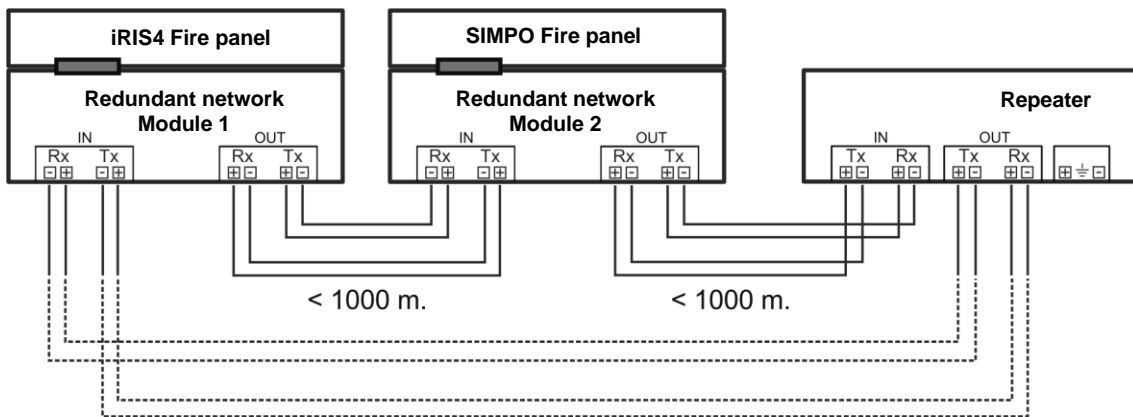 iRIS4 Fire panel
SIMPO Fire panel
Redundant network
Module 1
Redundant network
Module 2
Repeater
IN
OUT
IN
OUT
IN
OUT
Rx Tx
Rx Tx
Rx Tx
Rx Tx
Tx Rx
Tx Rx
- + - +
+ - + -
- + - +
+ - + -
+ - + -
+ - + -
+ ⏚ -
< 1000 m.
< 1000 m.